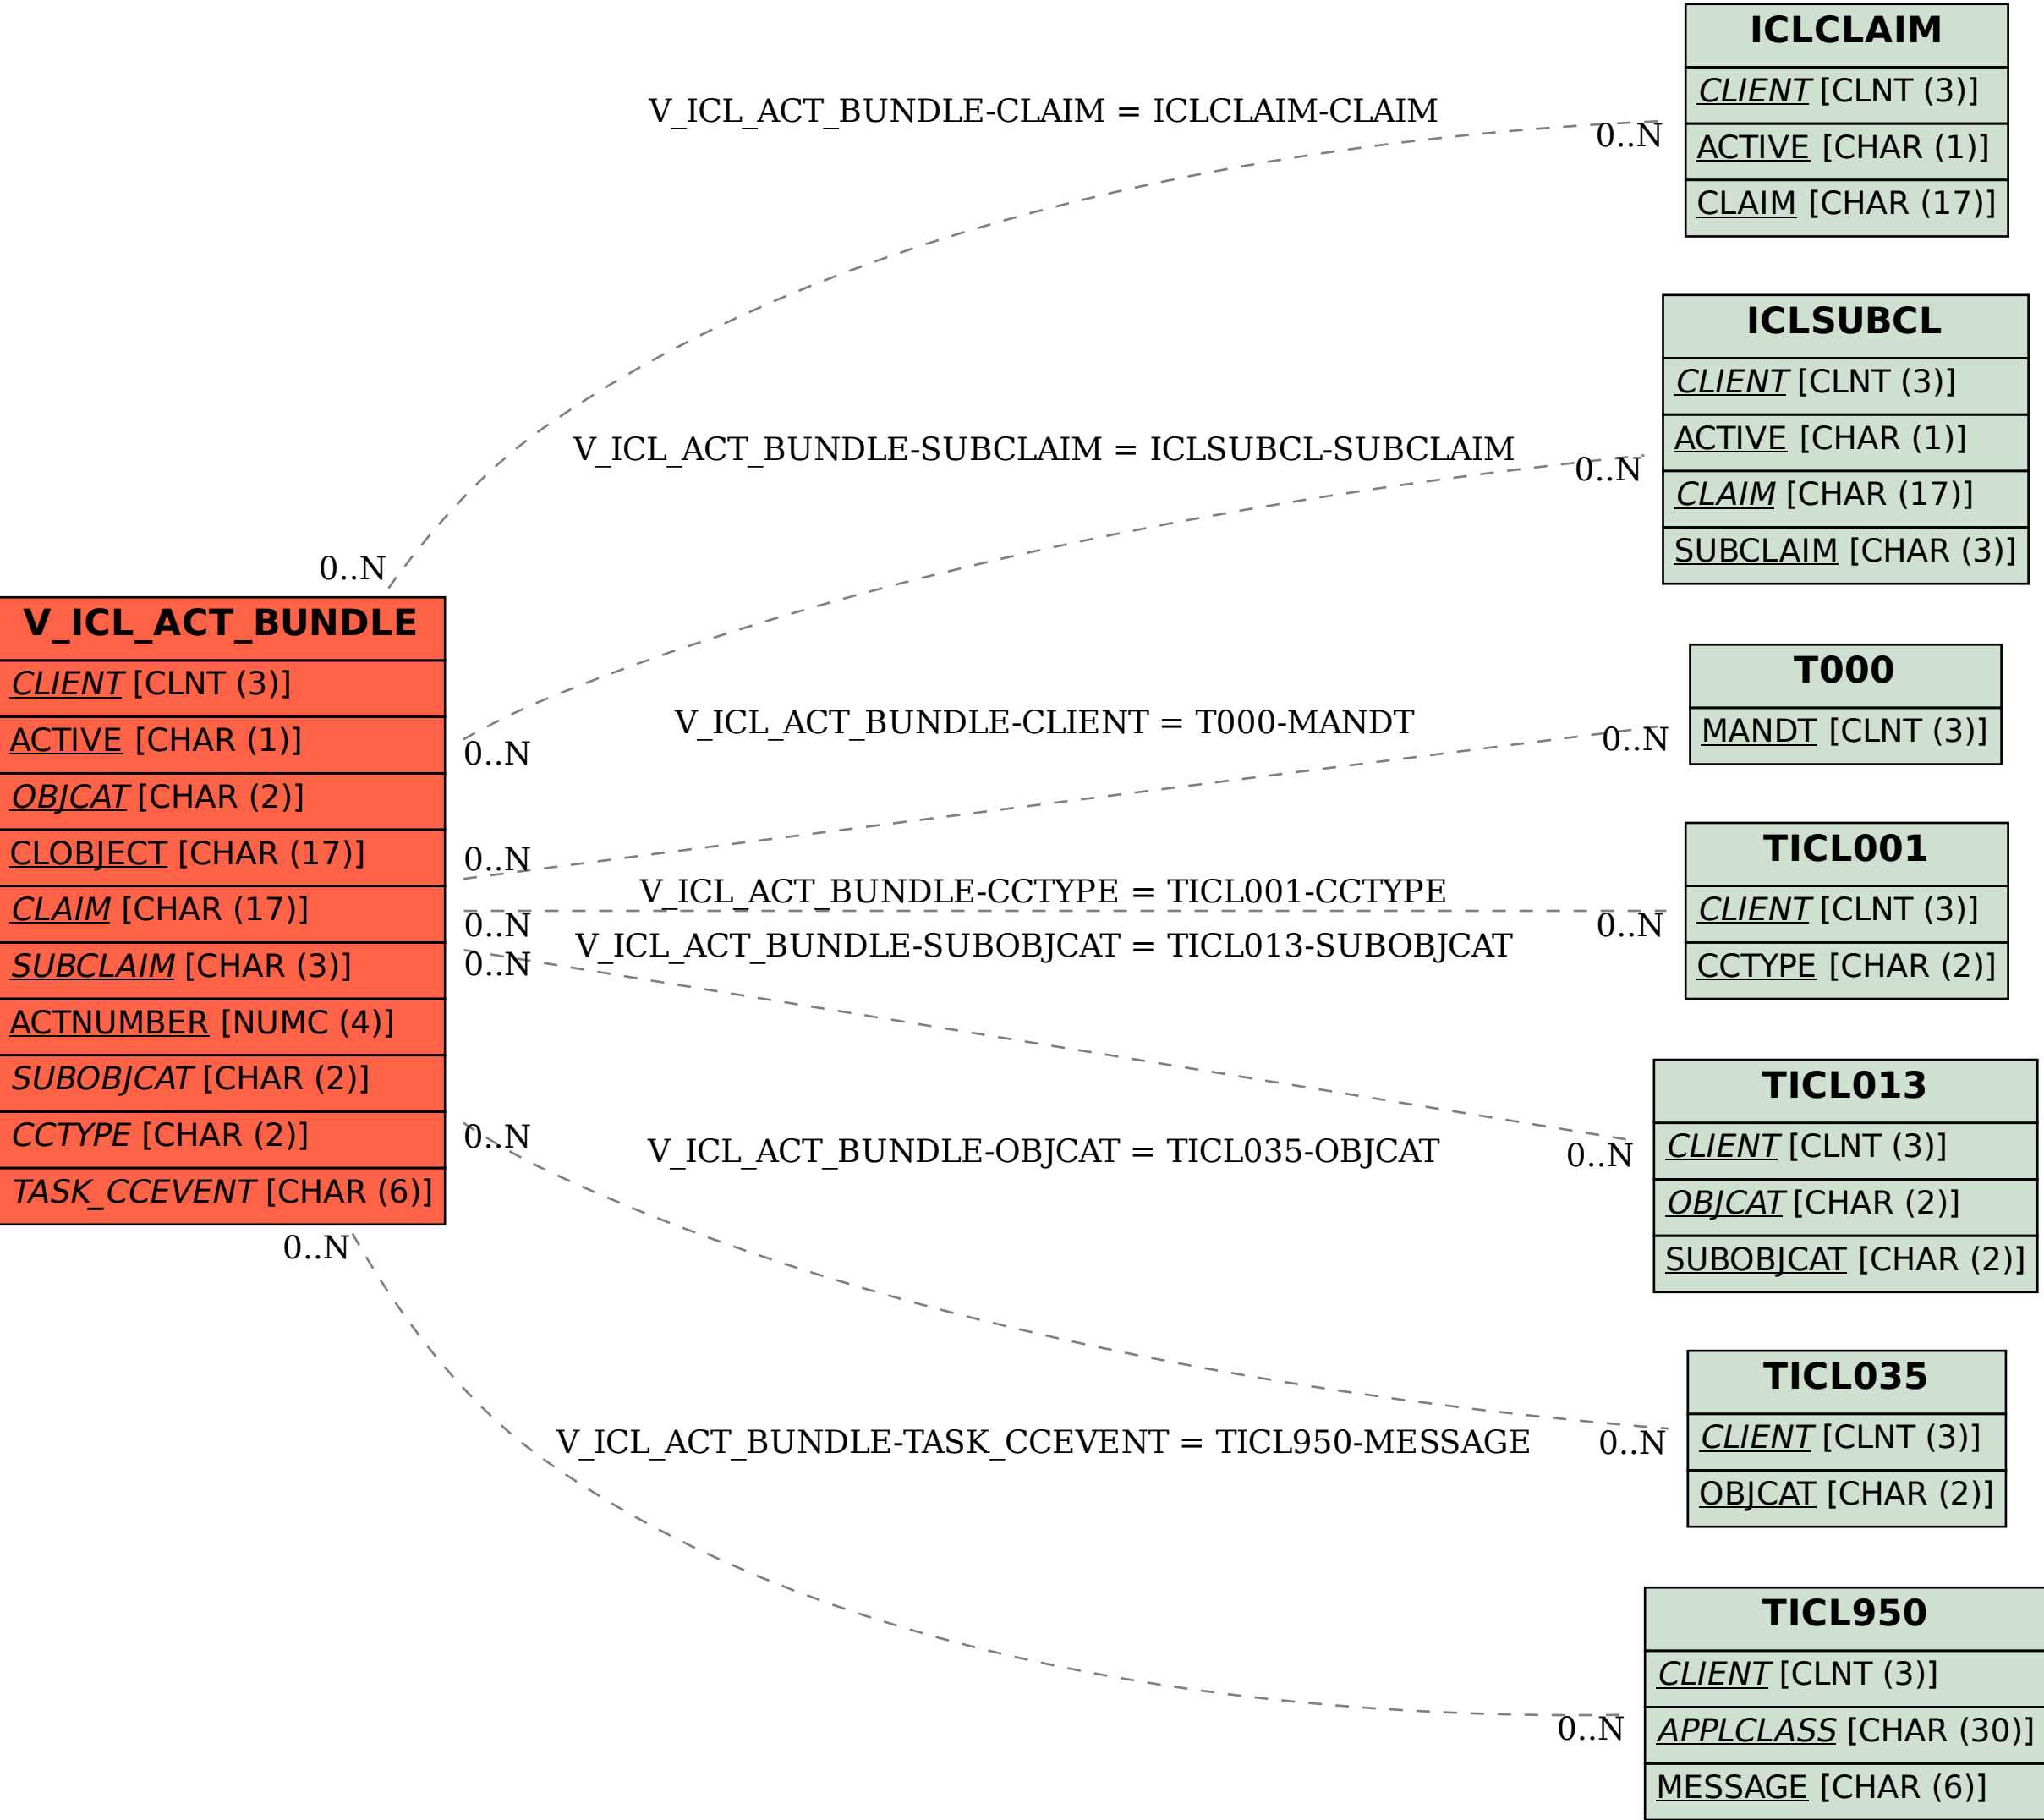 ICLCLAIM
CLIENT [CLNT (3)]
ACTIVE [CHAR (1)]
CLAIM [CHAR (17)]
V_ICL_ACT_BUNDLE-CLAIM = ICLCLAIM-CLAIM
0..N
0..N
ICLSUBCL
CLIENT [CLNT (3)]
ACTIVE [CHAR (1)]
CLAIM [CHAR (17)]
SUBCLAIM [CHAR (3)]
V_ICL_ACT_BUNDLE-SUBCLAIM = ICLSUBCL-SUBCLAIM
0..N
0..N
V_ICL_ACT_BUNDLE
CLIENT [CLNT (3)]
ACTIVE [CHAR (1)]
OBJCAT [CHAR (2)]
CLOBJECT [CHAR (17)]
CLAIM [CHAR (17)]
SUBCLAIM [CHAR (3)]
ACTNUMBER [NUMC (4)]
SUBOBJCAT [CHAR (2)]
CCTYPE [CHAR (2)]
TASK_CCEVENT [CHAR (6)]
V_ICL_ACT_BUNDLE-CLIENT = T000-MANDT
0..N
0..N
T000
MANDT [CLNT (3)]
V_ICL_ACT_BUNDLE-CCTYPE = TICL001-CCTYPE
0..N
0..N
TICL001
CLIENT [CLNT (3)]
CCTYPE [CHAR (2)]
V_ICL_ACT_BUNDLE-SUBOBJCAT = TICL013-SUBOBJCAT
0..N
0..N
TICL013
CLIENT [CLNT (3)]
OBJCAT [CHAR (2)]
SUBOBJCAT [CHAR (2)]
V_ICL_ACT_BUNDLE-OBJCAT = TICL035-OBJCAT
0..N
0..N
TICL035
CLIENT [CLNT (3)]
OBJCAT [CHAR (2)]
V_ICL_ACT_BUNDLE-TASK_CCEVENT = TICL950-MESSAGE
0..N
0..N
TICL950
CLIENT [CLNT (3)]
APPLCLASS [CHAR (30)]
MESSAGE [CHAR (6)]